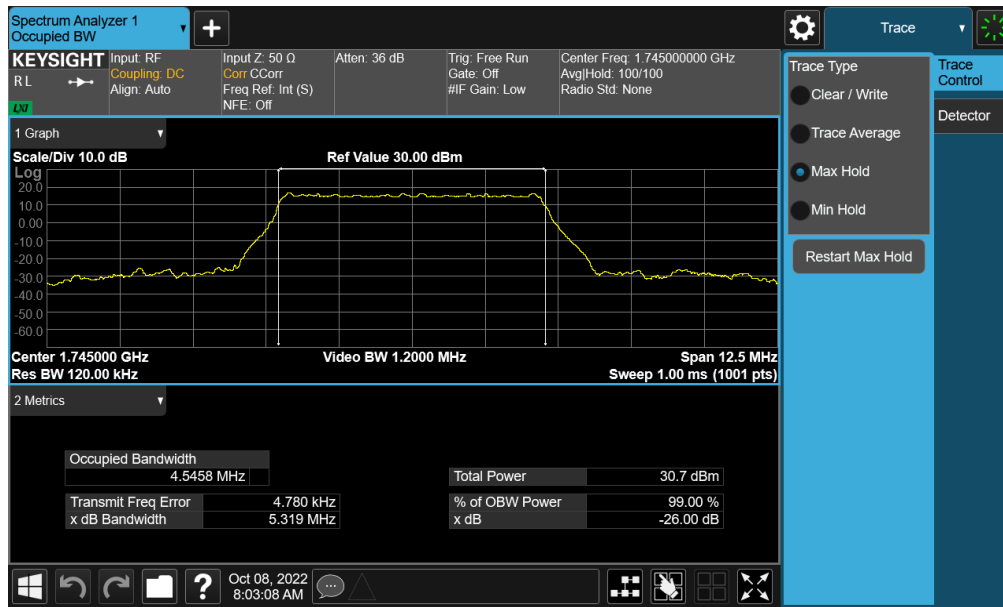 Spectrum Analyzer 1
Occupied BW
+
Trace
KEYSIGHT
R L
LXI
Input: RF
Coupling: DC
Align: Auto
Input Z: 50 Ω
Corr CCorr
Freq Ref: Int (S)
NFE: Off
Atten: 36 dB
Trig: Free Run
Gate: Off
#IF Gain: Low
Center Freq: 1.745000000 GHz
Avg|Hold: 100/100
Radio Std: None
1 Graph
Scale/Div 10.0 dB
Ref Value 30.00 dBm
Log
20.0
10.0
0.00
-10.0
-20.0
-30.0
-40.0
-50.0
-60.0
Center 1.745000 GHz
Video BW 1.2000 MHz
Span 12.5 MHz
Res BW 120.00 kHz
Sweep 1.00 ms (1001 pts)
2 Metrics
Occupied Bandwidth
4.5458 MHz
Total Power 30.7 dBm
Transmit Freq Error 4.780 kHz
% of OBW Power 99.00 %
x dB Bandwidth 5.319 MHz
x dB -26.00 dB
Trace Type
Clear / Write
Trace Average
Max Hold
Min Hold
Restart Max Hold
Trace
Control
Detector
?
Oct 08, 2022
8:03:08 AM